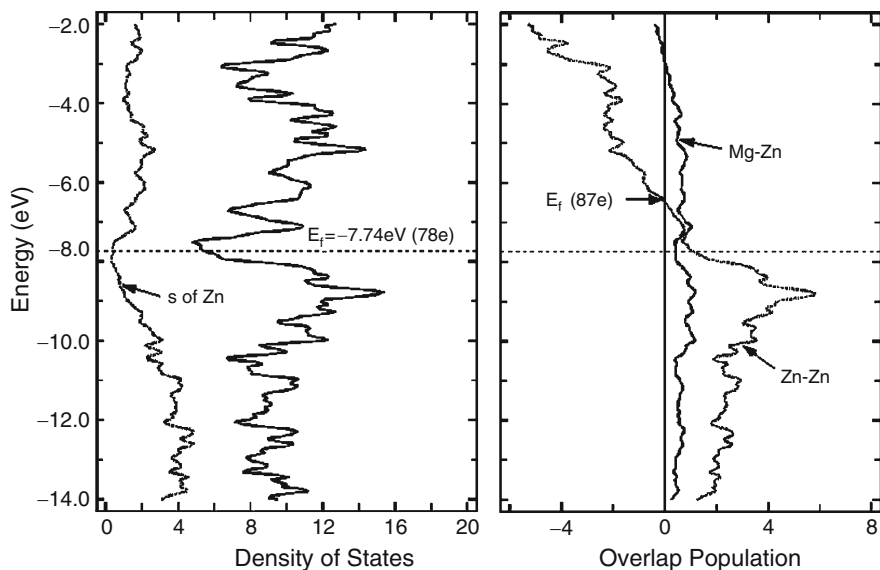 −2.0
−4.0
−6.0
−8.0
−10.0
−12.0
−14.0
Energy (eV)
E_f=−7.74eV (78e)
s of Zn
0 4 8 12 16 20
Density of States
Mg-Zn
E_f (87e)
Zn-Zn
−4 0 4 8
Overlap Population